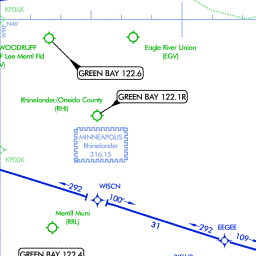 KP06K
N46°
WOODRUFF
Lee Memi Fld
Eagle River Union
(EGV)
GREEN BAY 122.6
GREEN BAY 122.1R
Rhinelander/Oneida County
(RHI)
MINNEAPOLIS
Rhinelander
316.15
KP03K
292
WISCN
100°
Merrill Muni
(RRL)
31
292
EEGEE
109
GREEN BAY 122.4